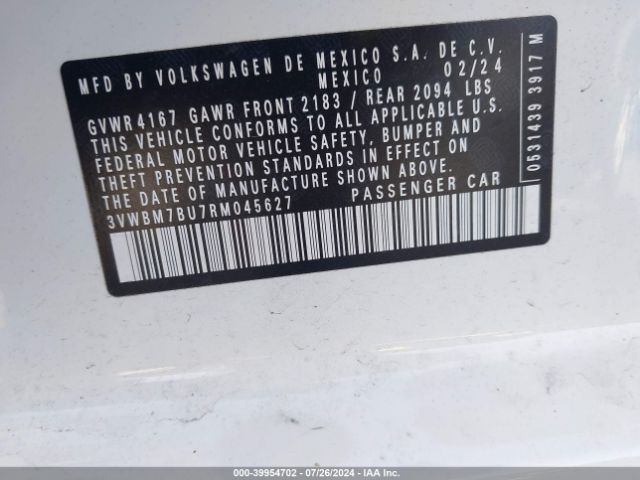 MFD BY VOLKSWAGEN DE MEXICO S.A. DE C.V.
MEXICO 02/24
GVWR 4167 GAWR FRONT 2183 / REAR 2094 LBS
THIS VEHICLE CONFORMS TO ALL APPLICABLE U.S.
FEDERAL MOTOR VEHICLE SAFETY, BUMPER AND
THEFT PREVENTION STANDARDS IN EFFECT ON
THE DATE OF MANUFACTURE SHOWN ABOVE.
3VWBM7BU7RM045627 PASSENGER CAR
0531439 3917 M
000-39954702 - 07/26/2024 - IAA Inc.